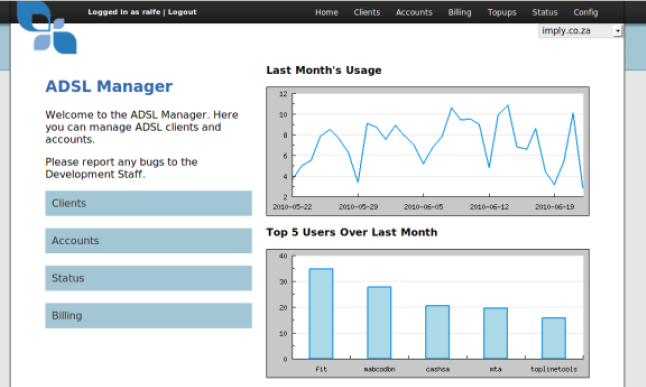 Logged in as ralfe | Logout
Home Clients Accounts Billing Topups Status Config
imply.co.za
ADSL Manager
Welcome to the ADSL Manager. Here
you can manage ADSL clients and
accounts.
Please report any bugs to the
Development Staff.
Clients
Accounts
Status
Billing
Last Month's Usage
12
10
8
6
4
2
2010-05-22 2010-05-29 2010-06-05 2010-06-12 2010-06-19
Top 5 Users Over Last Month
40
30
20
10
0
fit mabcodbn cashsa mta toplinetools